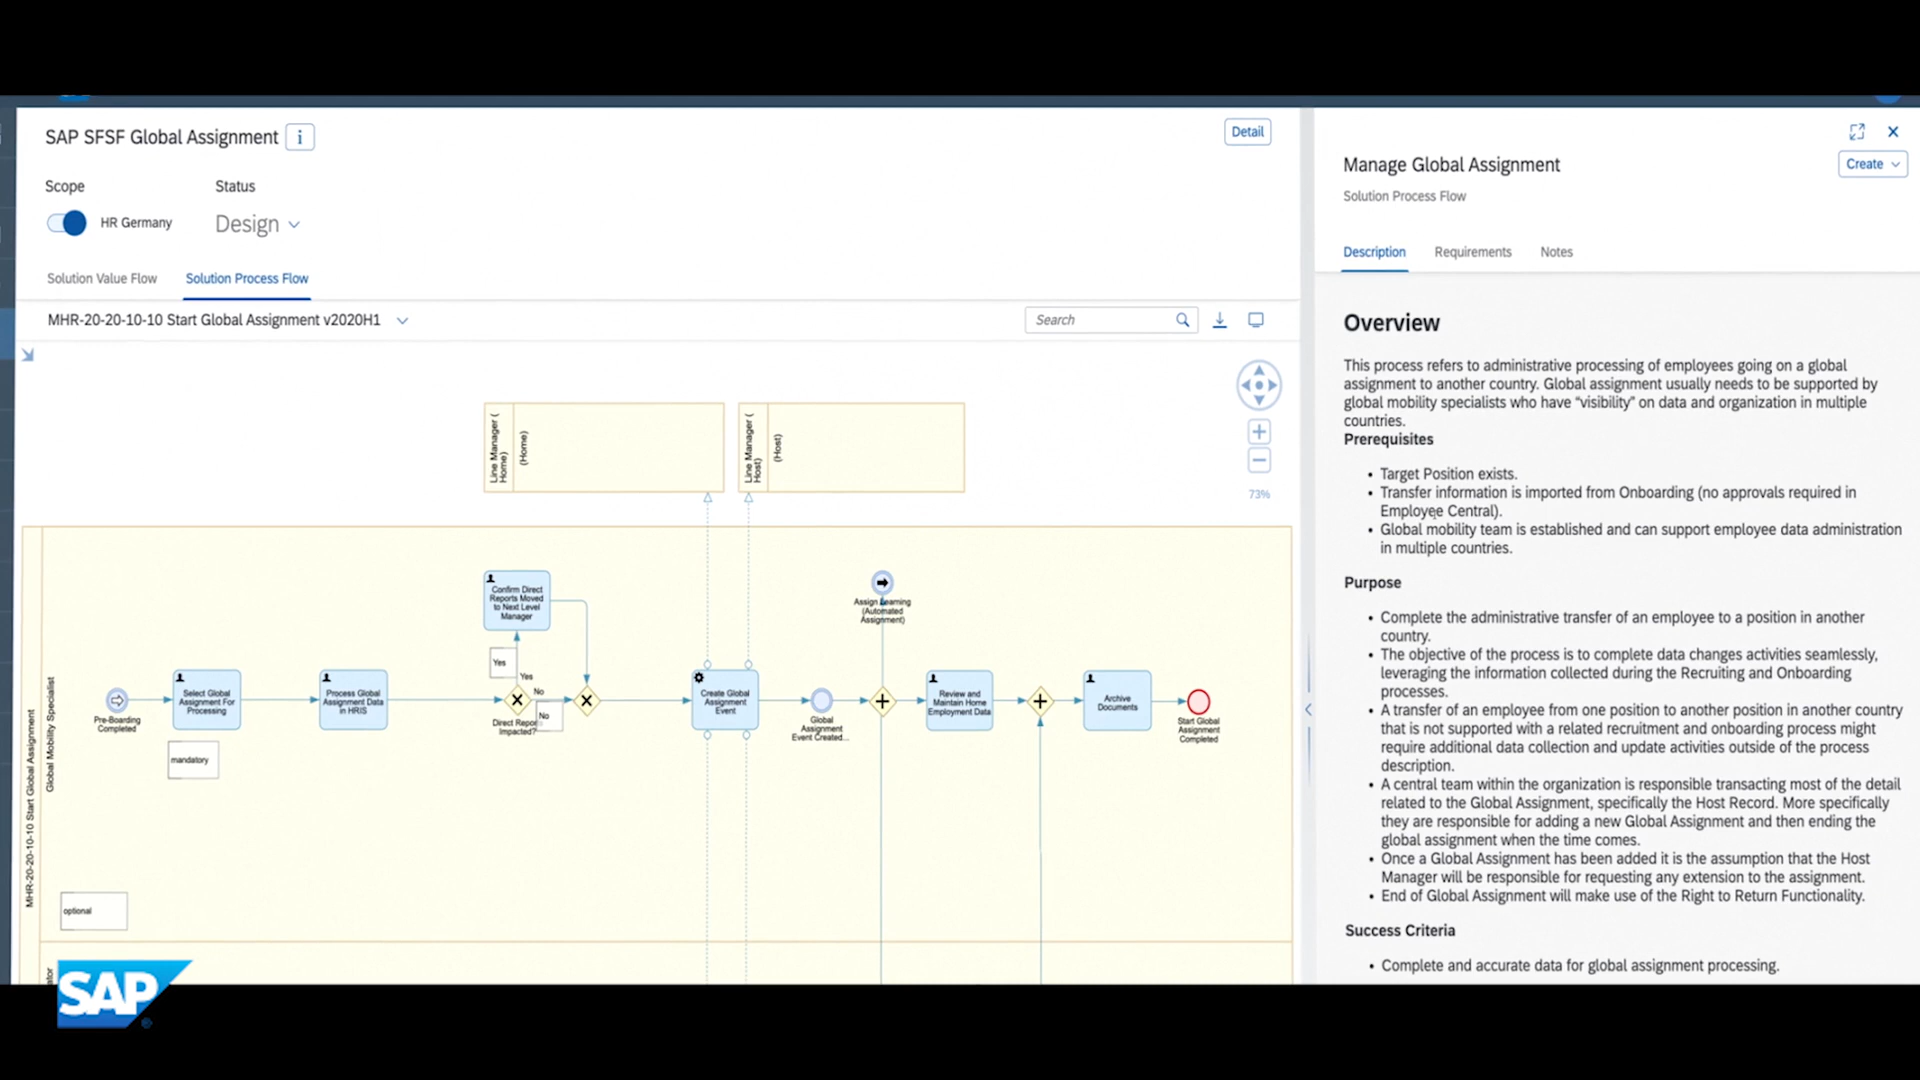 SAP SFSF Global Assignment
i
Detail
Scope
Status
HR Germany
Design
Solution Value Flow
Solution Process Flow
MHR-20-20-10-10 Start Global Assignment v2020H1
Search
73%
Line Manager (
Home)
(Home)
Line Manager (
Host)
(Host)
MHR-20-20-10-10 Start Global Assignment
Global Mobility Specialist
Pre-Boarding
Completed
Select Global
Assignment For
Processing
mandatory
Process Global
Assignment Data
in HRIS
Confirm Direct
Reports Moved
to Next Level
Manager
Yes
Yes
No
No
Direct Repor
Impacted?
Create Global
Assignment
Event
Global
Assignment
Event Created...
Assign Learning
(Automated
Assignment)
Review and
Maintain Home
Employment Data
Archive
Documents
Start Global
Assignment
Completed
optional
ator
SAP
Manage Global Assignment
Create
Solution Process Flow
Description
Requirements
Notes
Overview
This process refers to administrative processing of employees going on a global
assignment to another country. Global assignment usually needs to be supported by
global mobility specialists who have “visibility” on data and organization in multiple
countries.
Prerequisites
• Target Position exists.
• Transfer information is imported from Onboarding (no approvals required in
Employee Central).
• Global mobility team is established and can support employee data administration
in multiple countries.
Purpose
• Complete the administrative transfer of an employee to a position in another
country.
• The objective of the process is to complete data changes activities seamlessly,
leveraging the information collected during the Recruiting and Onboarding
processes.
• A transfer of an employee from one position to another position in another country
that is not supported with a related recruitment and onboarding process might
require additional data collection and update activities outside of the process
description.
• A central team within the organization is responsible transacting most of the detail
related to the Global Assignment, specifically the Host Record. More specifically
they are responsible for adding a new Global Assignment and then ending the
global assignment when the time comes.
• Once a Global Assignment has been added it is the assumption that the Host
Manager will be responsible for requesting any extension to the assignment.
• End of Global Assignment will make use of the Right to Return Functionality.
Success Criteria
• Complete and accurate data for global assignment processing.